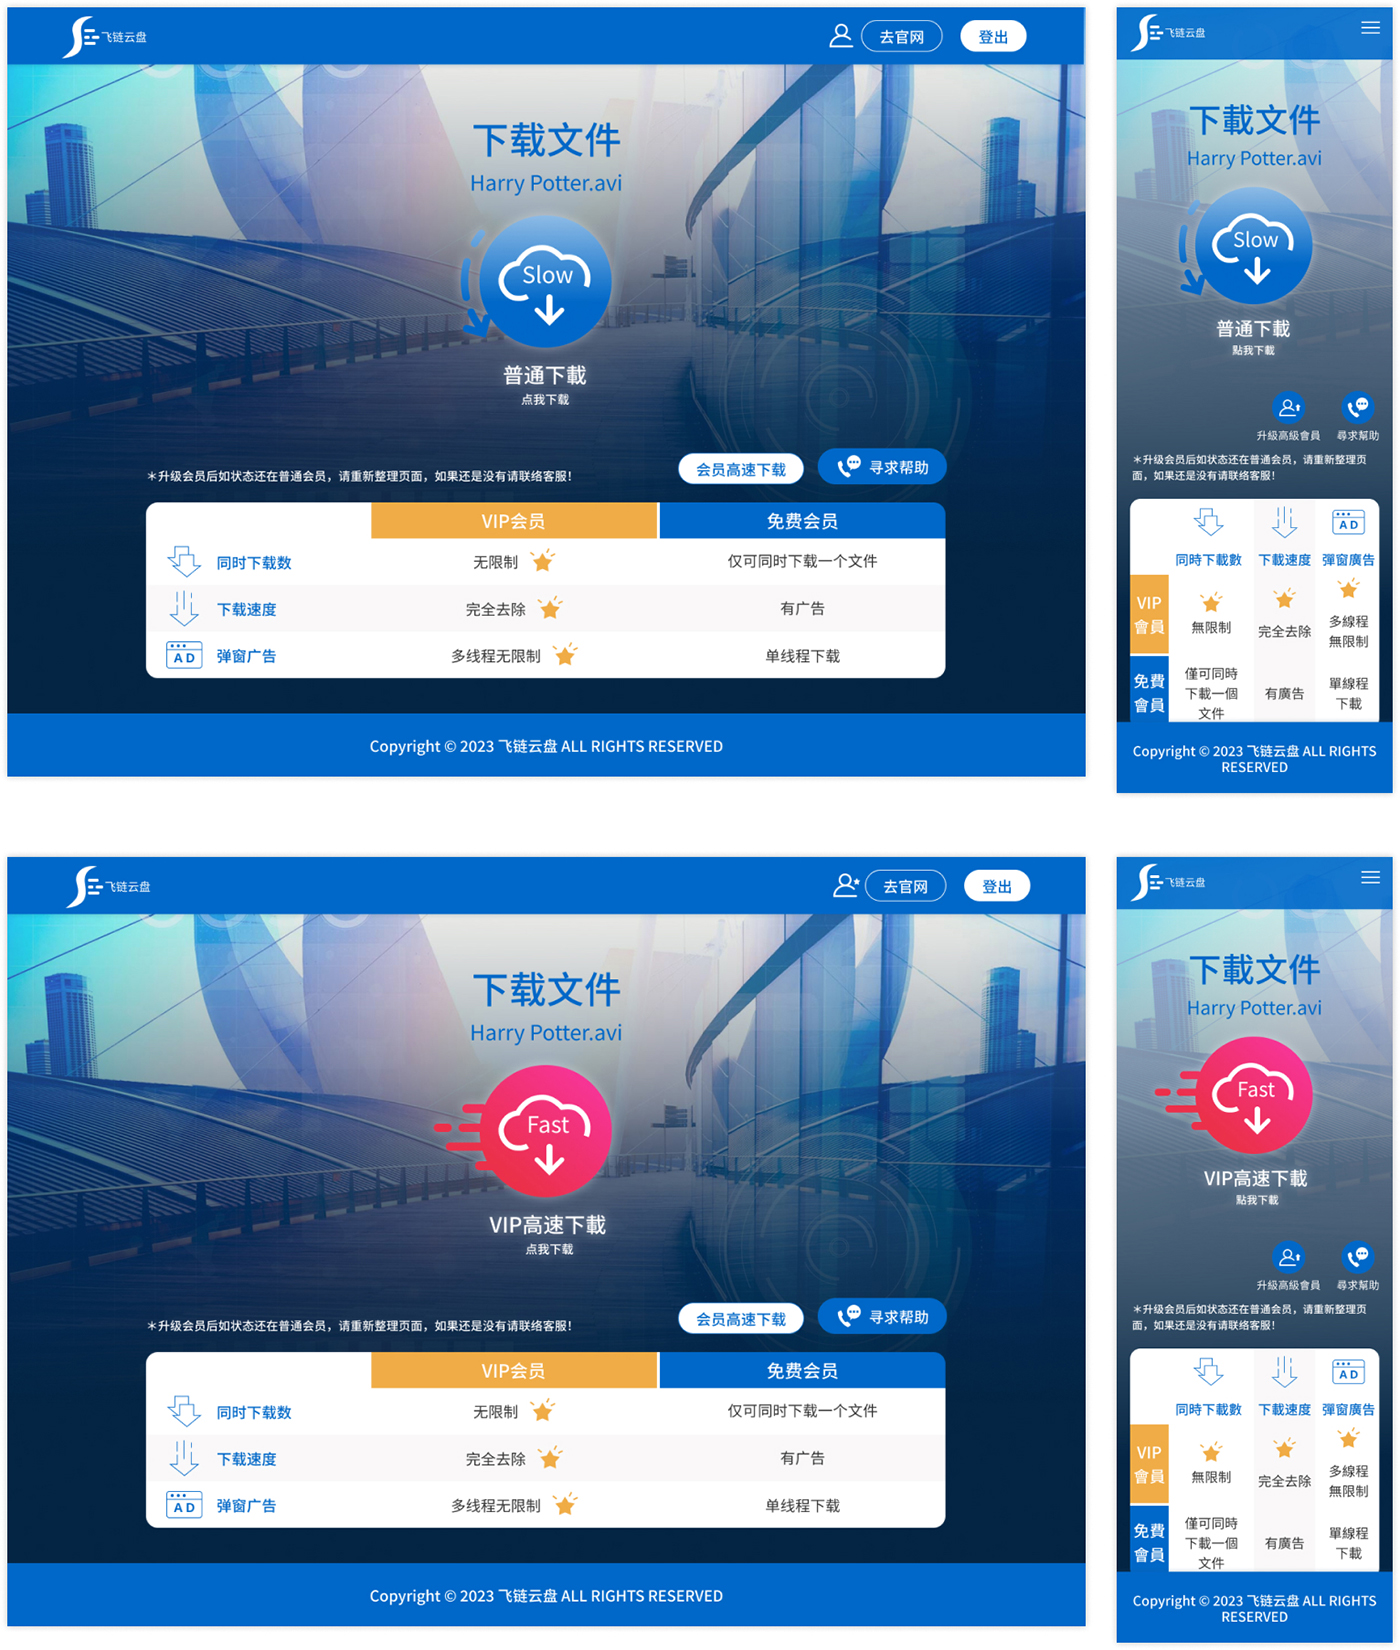 飞链云盘
去官网
登出
下载文件
Harry Potter.avi
Slow
普通下載
点我下载
＊升级会员后如状态还在普通会员，请重新整理页面，如果还是没有请联络客服！
会员高速下载
寻求帮助
VIP会员
免费会员
同时下载数
无限制
仅可同时下载一个文件
下载速度
完全去除
有广告
AD
弹窗广告
多线程无限制
单线程下载
Copyright © 2023 飞链云盘 ALL RIGHTS RESERVED
飞链云盘
下載文件
Harry Potter.avi
Slow
普通下載
點我下載
升級高級會員
尋求幫助
＊升级会员后如状态还在普通会员，请重新整理页
面，如果还是没有请联络客服！
AD
同時下載數
下載速度
彈窗廣告
VIP
會員
無限制
完全去除
多線程
無限制
免費
會員
僅可同時
下載一個
文件
有廣告
單線程
下載
Copyright © 2023 飞链云盘 ALL RIGHTS
RESERVED
飞链云盘
去官网
登出
下载文件
Harry Potter.avi
Fast
VIP高速下載
点我下载
＊升级会员后如状态还在普通会员，请重新整理页面，如果还是没有请联络客服！
会员高速下载
寻求帮助
VIP会员
免费会员
同时下载数
无限制
仅可同时下载一个文件
下载速度
完全去除
有广告
AD
弹窗广告
多线程无限制
单线程下载
Copyright © 2023 飞链云盘 ALL RIGHTS RESERVED
飞链云盘
下載文件
Harry Potter.avi
Fast
VIP高速下載
點我下載
升級高級會員
尋求幫助
＊升级会员后如状态还在普通会员，请重新整理页
面，如果还是没有请联络客服！
AD
同時下載數
下載速度
彈窗廣告
VIP
會員
無限制
完全去除
多線程
無限制
免費
會員
僅可同時
下載一個
文件
有廣告
單線程
下載
Copyright © 2023 飞链云盘 ALL RIGHTS
RESERVED